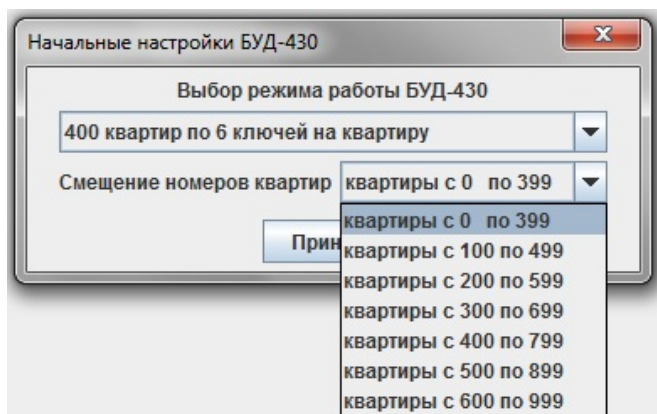 Начальные настройки БУД-430
Выбор режима работы БУД-430
400 квартир по 6 ключей на квартиру
Смещение номеров квартир квартиры с 0 по 399
квартиры с 0 по 399
Прин
квартиры с 100 по 499
квартиры с 200 по 599
квартиры с 300 по 699
квартиры с 400 по 799
квартиры с 500 по 899
квартиры с 600 по 999